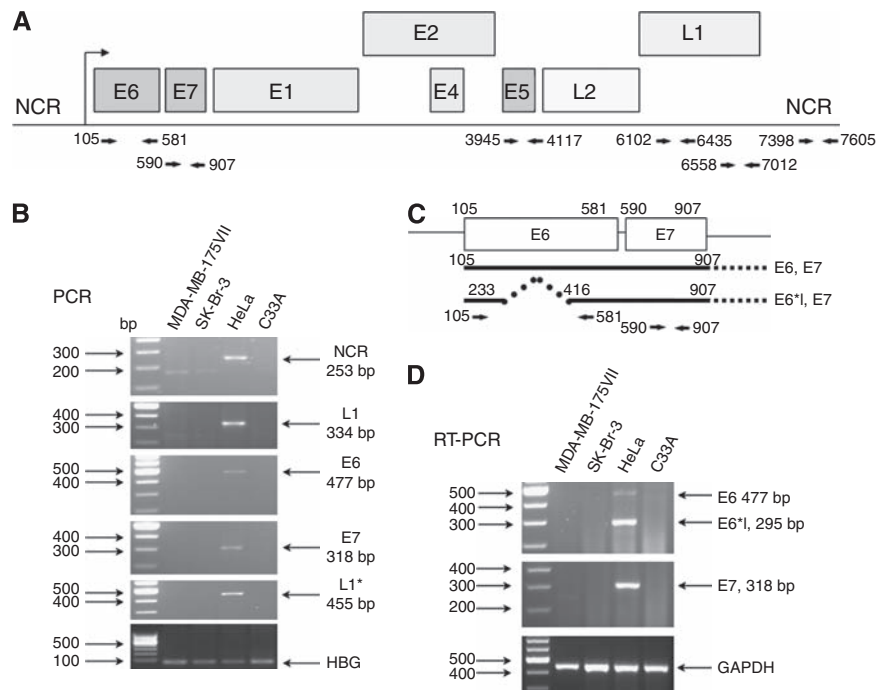 A
E2
L1
E6
E7
E1
E4
E5
L2
NCR
NCR
105
581
3945
4117
6102
6435
7398
7605
590
907
6558
7012
B
PCR
bp
MDA-MB-175VII
SK-Br-3
HeLa
C33A
300
200
NCR
253 bp
400
300
L1
334 bp
500
400
E6
477 bp
400
300
E7
318 bp
500
400
L1*
455 bp
500
100
HBG
C
105
581
590
907
E6
E7
105
907
E6, E7
233
416
907
E6*I, E7
105
581
590
907
D
RT-PCR
MDA-MB-175VII
SK-Br-3
HeLa
C33A
500
400
300
E6 477 bp
E6*I, 295 bp
400
300
200
E7, 318 bp
500
400
GAPDH